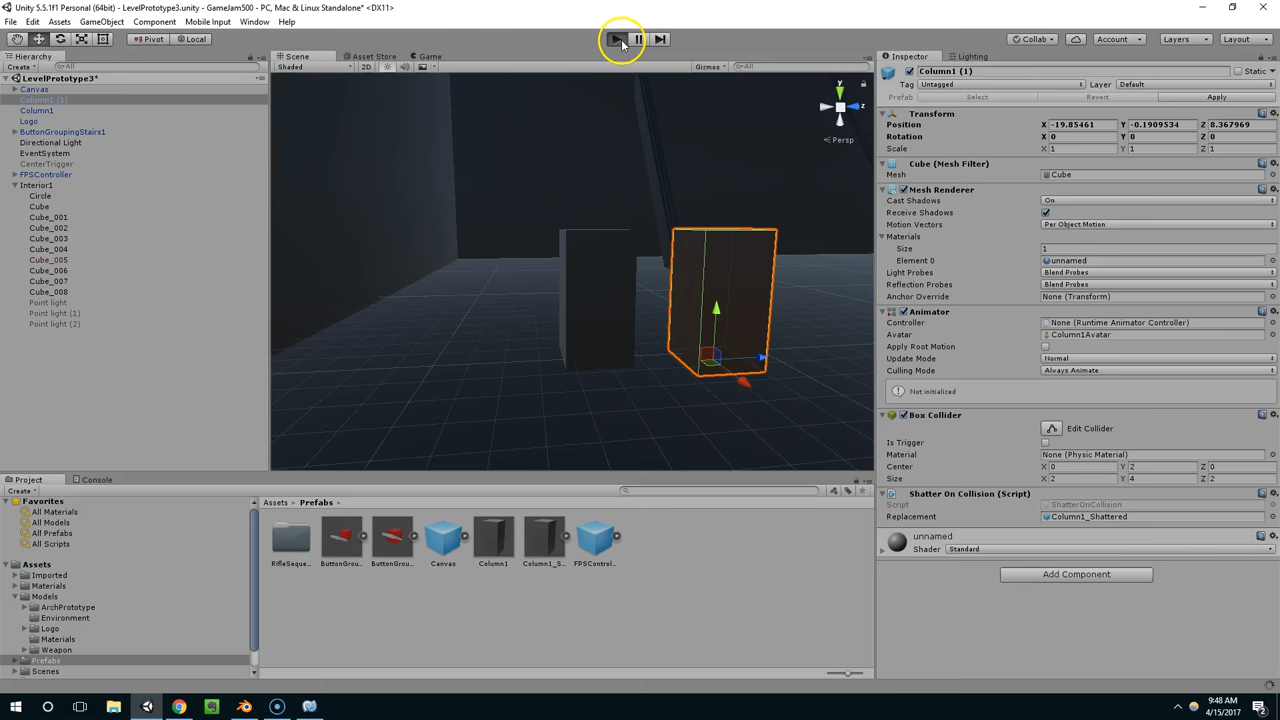 Unity 5.5.1f1 Personal (64bit) - LevelPrototype3.unity - GameJam500 - PC, Mac & Linux Standalone* <DX11>
File Edit Assets GameObject Component Mobile Input Window Help
Pivot Local Collab Account Layers Layout
Hierarchy
Create All
LevelPrototype3*
Canvas
Column1 (1)
Column1
Logo
ButtonGroupingStairs1
Directional Light
EventSystem
CenterTrigger
FPSController
Interior1
Circle
Cube
Cube_001
Cube_002
Cube_003
Cube_004
Cube_005
Cube_006
Cube_007
Cube_008
Point light
Point light (1)
Point light (2)
Scene Asset Store Game
Shaded 2D Gizmos All
y
z
Persp
Inspector Lighting
Column1 (1) Static
Tag Untagged Layer Default
Prefab Select Revert Apply
Transform
Position X -19.85461 Y -0.1909534 Z 8.367969
Rotation X 0 Y 0 Z 0
Scale X 1 Y 1 Z 1
Cube (Mesh Filter)
Mesh Cube
Mesh Renderer
Cast Shadows On
Receive Shadows
Motion Vectors Per Object Motion
Materials
Size 1
Element 0 unnamed
Light Probes Blend Probes
Reflection Probes Blend Probes
Anchor Override None (Transform)
Animator
Controller None (Runtime Animator Controller)
Avatar Column1Avatar
Apply Root Motion
Update Mode Normal
Culling Mode Always Animate
Not initialized
Box Collider
Edit Collider
Is Trigger
Material None (Physic Material)
Center X 0 Y 2 Z 0
Size X 2 Y 4 Z 2
Shatter On Collision (Script)
Script ShatterOnCollision
Replacement Column1_Shattered
unnamed
Shader Standard
Add Component
Project Console
Create
Favorites
All Materials
All Models
All Prefabs
All Scripts
Assets
Imported
Materials
Models
ArchPrototype
Environment
Logo
Materials
Weapon
Prefabs
Scenes
Assets Prefabs
RifleSeque... ButtonGrou... ButtonGrou... Canvas Column1 Column1_S... FPSControl...
9:48 AM
4/15/2017
2